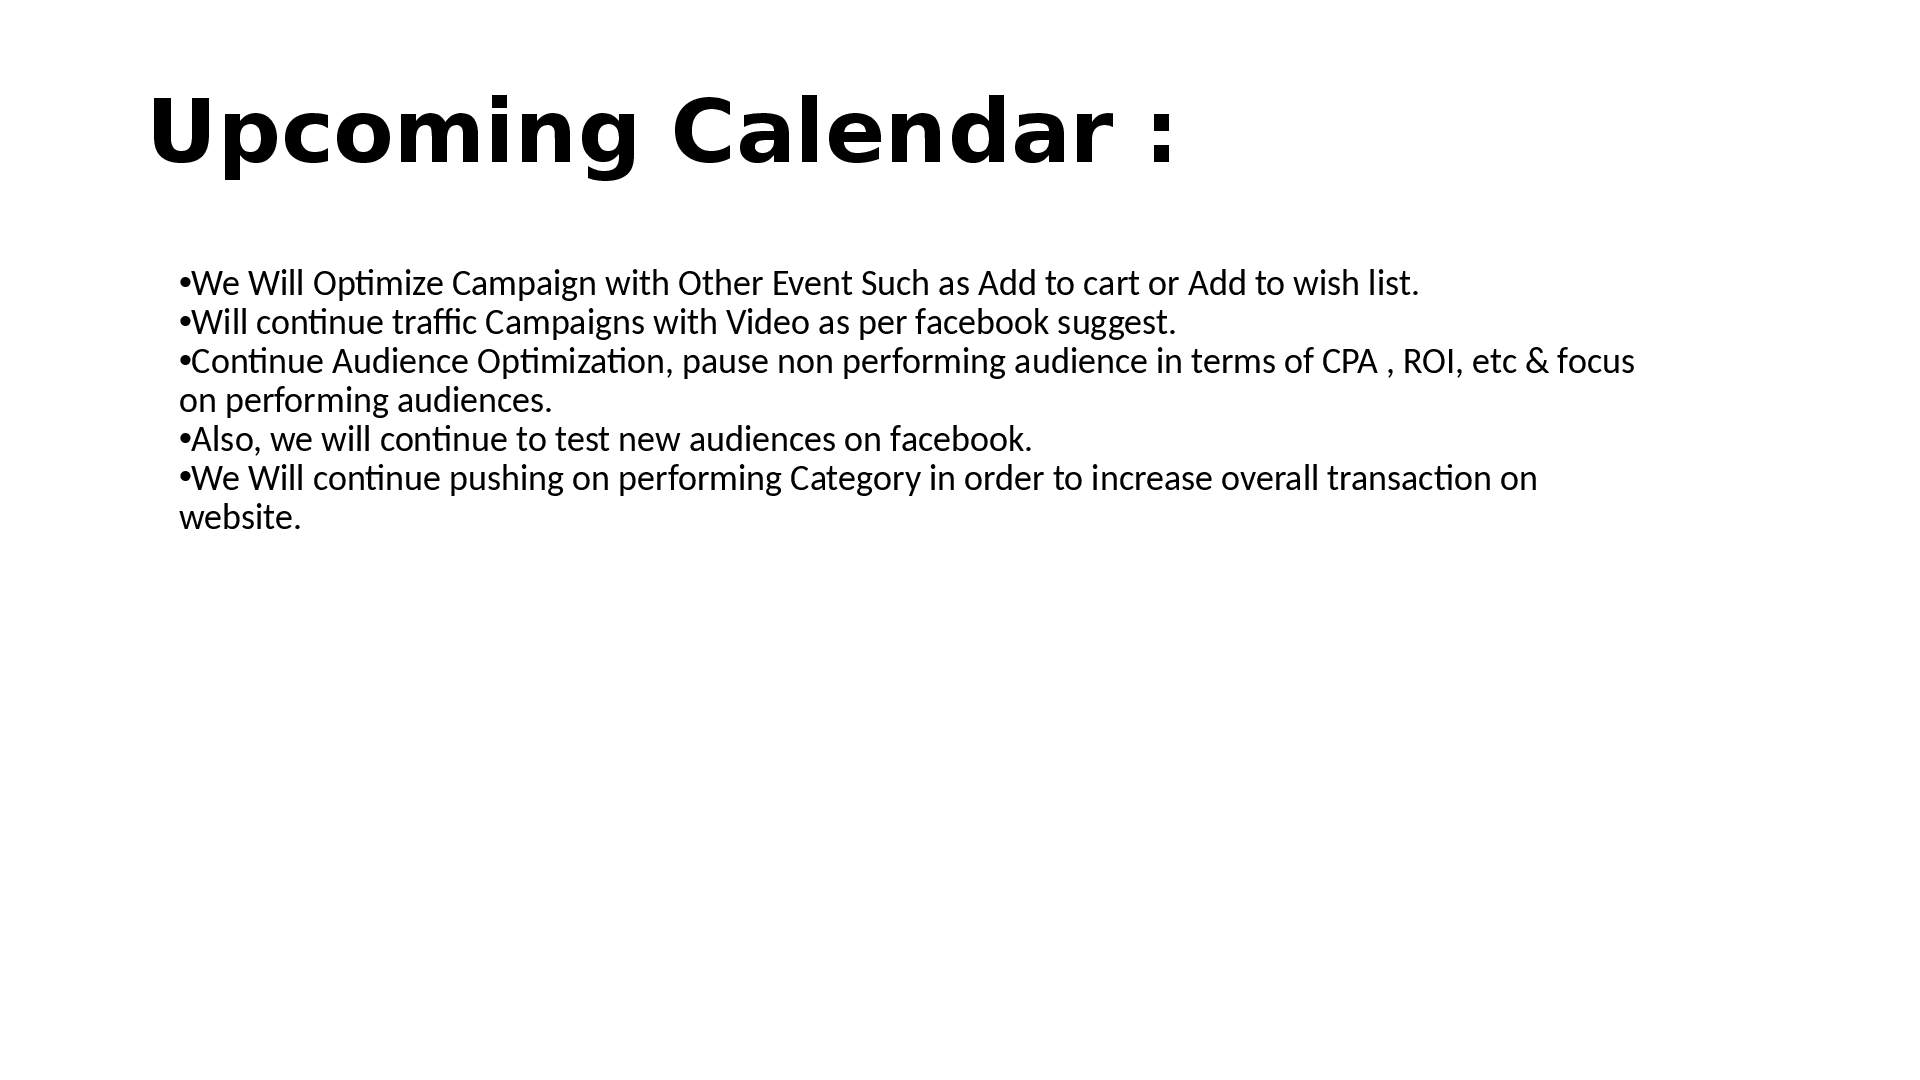 Upcoming Calendar :
•We Will Optimize Campaign with Other Event Such as Add to cart or Add to wish list.
•Will continue traffic Campaigns with Video as per facebook suggest.
•Continue Audience Optimization, pause non performing audience in terms of CPA , ROI, etc & focus
on performing audiences.
•Also, we will continue to test new audiences on facebook.
•We Will continue pushing on performing Category in order to increase overall transaction on
website.